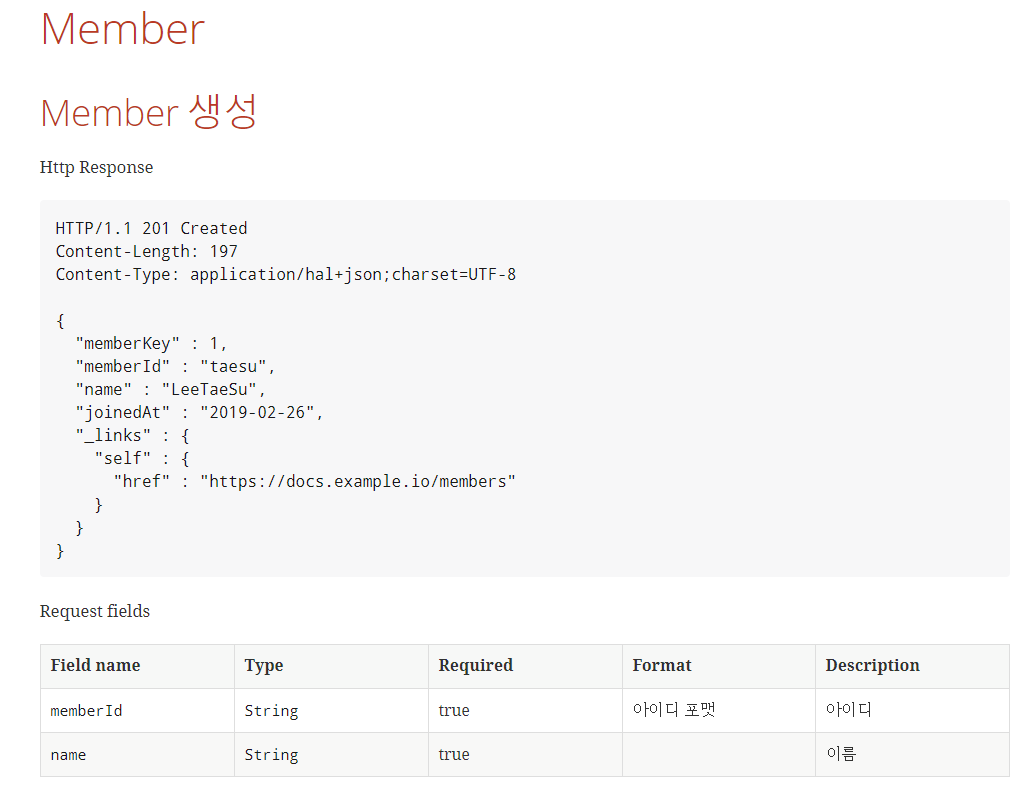 Member
Member 생성
Http Response
HTTP/1.1 201 Created
Content-Length: 197
Content-Type: application/hal+json;charset=UTF-8
{
  "memberKey" : 1,
  "memberId" : "taesu",
  "name" : "LeeTaeSu",
  "joinedAt" : "2019-02-26",
  "_links" : {
    "self" : {
      "href" : "https://docs.example.io/members"
    }
  }
}
Request fields
Field name Type Required Format Description
memberId String true 아이디 포맷 아이디
name String true 이름